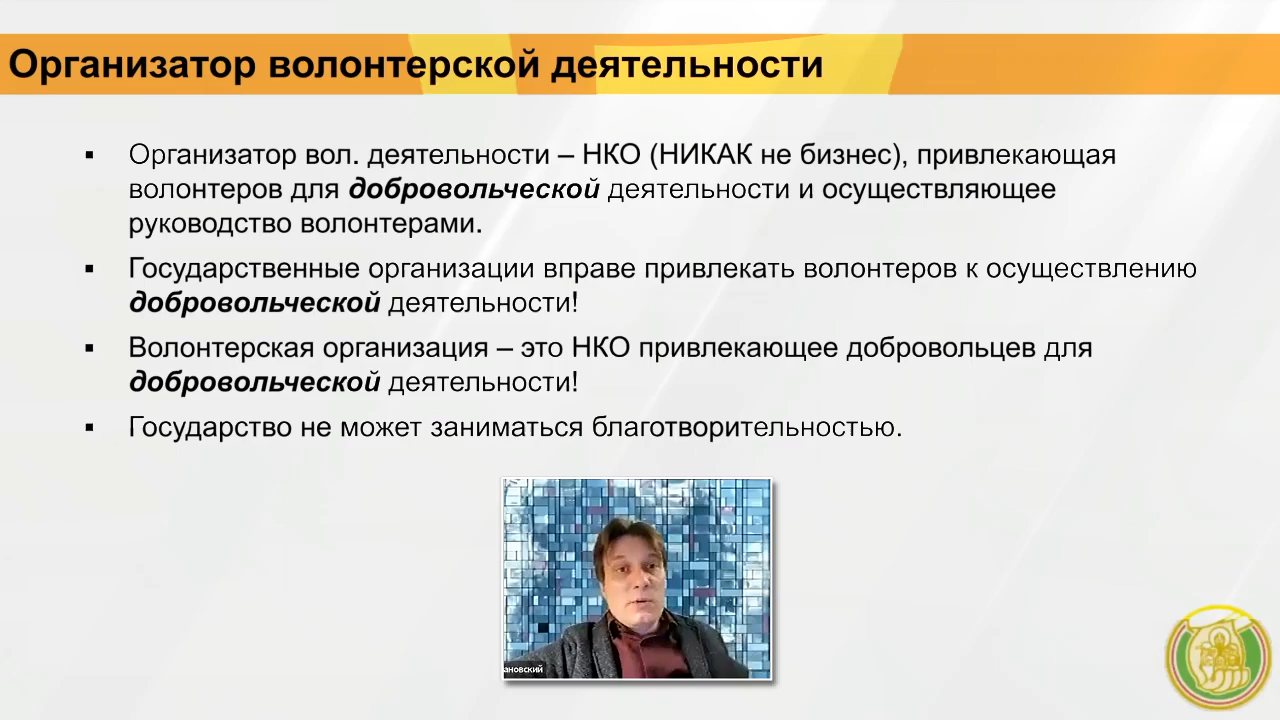 Организатор волонтерской деятельности
▪ Организатор вол. деятельности – НКО (НИКАК не бизнес), привлекающая
волонтеров для добровольческой деятельности и осуществляющее
руководство волонтерами.
▪ Государственные организации вправе привлекать волонтеров к осуществлению
добровольческой деятельности!
▪ Волонтерская организация – это НКО привлекающее добровольцев для
добровольческой деятельности!
▪ Государство не может заниматься благотворительностью.
ановский